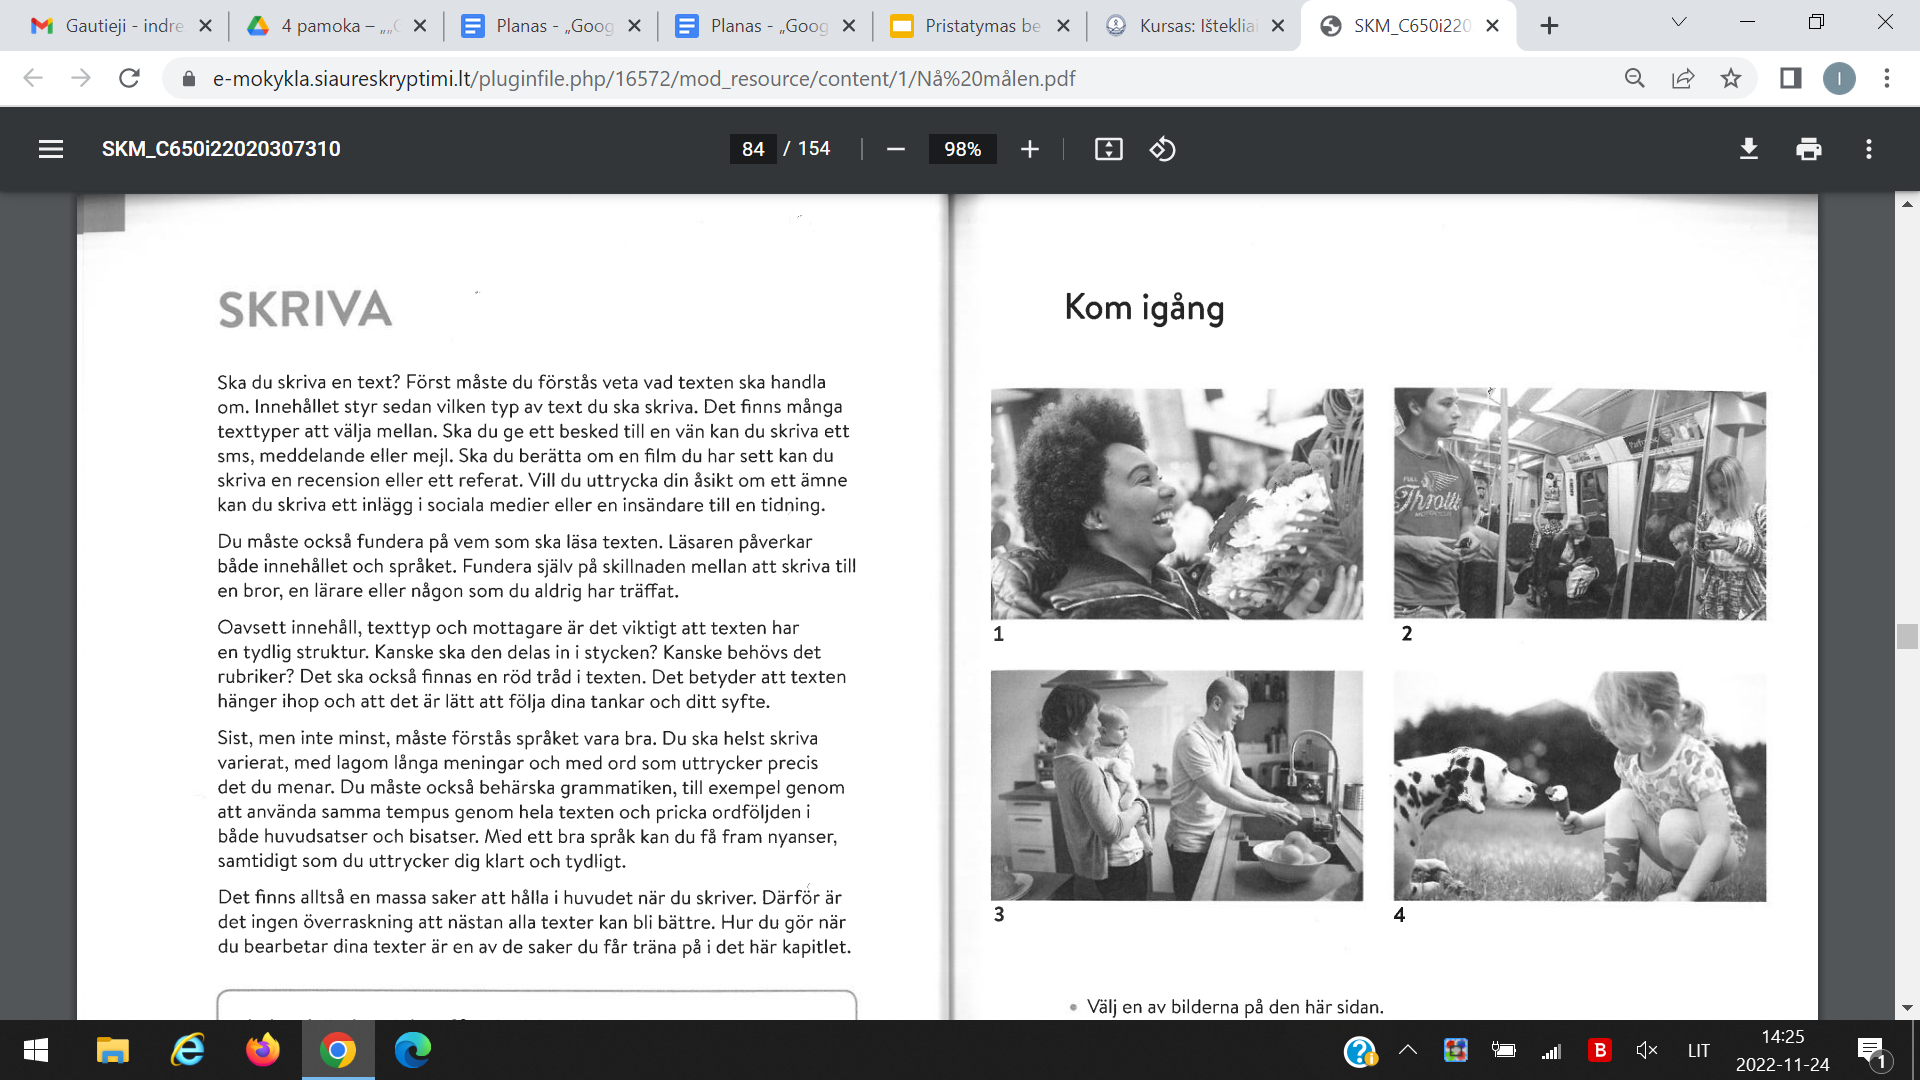 Gautieji - indre
4 pamoka – „
Planas - „Goog
Planas - „Goog
Pristatymas be
Kursas: Ištekliai
SKM_C650i220
e-mokykla.siaureskryptimi.lt/pluginfile.php/16572/mod_resource/content/1/Nå%20målen.pdf
I
SKM_C650i22020307310
84 / 154
98%
SKRIVA
Ska du skriva en text? Först måste du förstås veta vad texten ska handla
om. Innehållet styr sedan vilken typ av text du ska skriva. Det finns många
texttyper att välja mellan. Ska du ge ett besked till en vän kan du skriva ett
sms, meddelande eller mejl. Ska du berätta om en film du har sett kan du
skriva en recension eller ett referat. Vill du uttrycka din åsikt om ett ämne
kan du skriva ett inlägg i sociala medier eller en insändare till en tidning.
Du måste också fundera på vem som ska läsa texten. Läsaren påverkar
både innehållet och språket. Fundera själv på skillnaden mellan att skriva till
en bror, en lärare eller någon som du aldrig har träffat.
Oavsett innehåll, texttyp och mottagare är det viktigt att texten har
en tydlig struktur. Kanske ska den delas in i stycken? Kanske behövs det
rubriker? Det ska också finnas en röd tråd i texten. Det betyder att texten
hänger ihop och att det är lätt att följa dina tankar och ditt syfte.
Sist, men inte minst, måste förstås språket vara bra. Du ska helst skriva
varierat, med lagom långa meningar och med ord som uttrycker precis
det du menar. Du måste också behärska grammatiken, till exempel genom
att använda samma tempus genom hela texten och pricka ordföljden i
både huvudsatser och bisatser. Med ett bra språk kan du få fram nyanser,
samtidigt som du uttrycker dig klart och tydligt.
Det finns alltså en massa saker att hålla i huvudet när du skriver. Därför är
det ingen överraskning att nästan alla texter kan bli bättre. Hur du gör när
du bearbetar dina texter är en av de saker du får träna på i det här kapitlet.
Kom igång
FULL
Throttle
1
2
3
4
• Välj en av bilderna på den här sidan.
LIT
14:25
2022-11-24
1